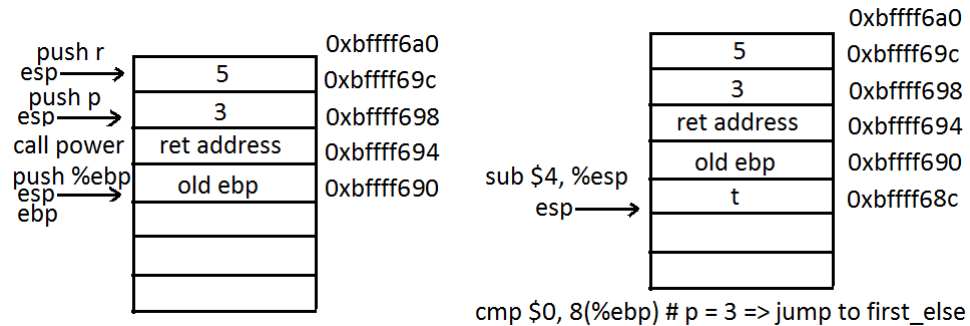 push r
esp
5
0xbffff6a0
0xbffff69c
push p
esp
3
0xbffff698
call power
ret address
0xbffff694
push %ebp
esp
ebp
old ebp
0xbffff690
0xbffff6a0
5
0xbffff69c
3
0xbffff698
ret address
0xbffff694
old ebp
0xbffff690
sub $4, %esp
esp
t
0xbffff68c
cmp $0, 8(%ebp) # p = 3 => jump to first_else